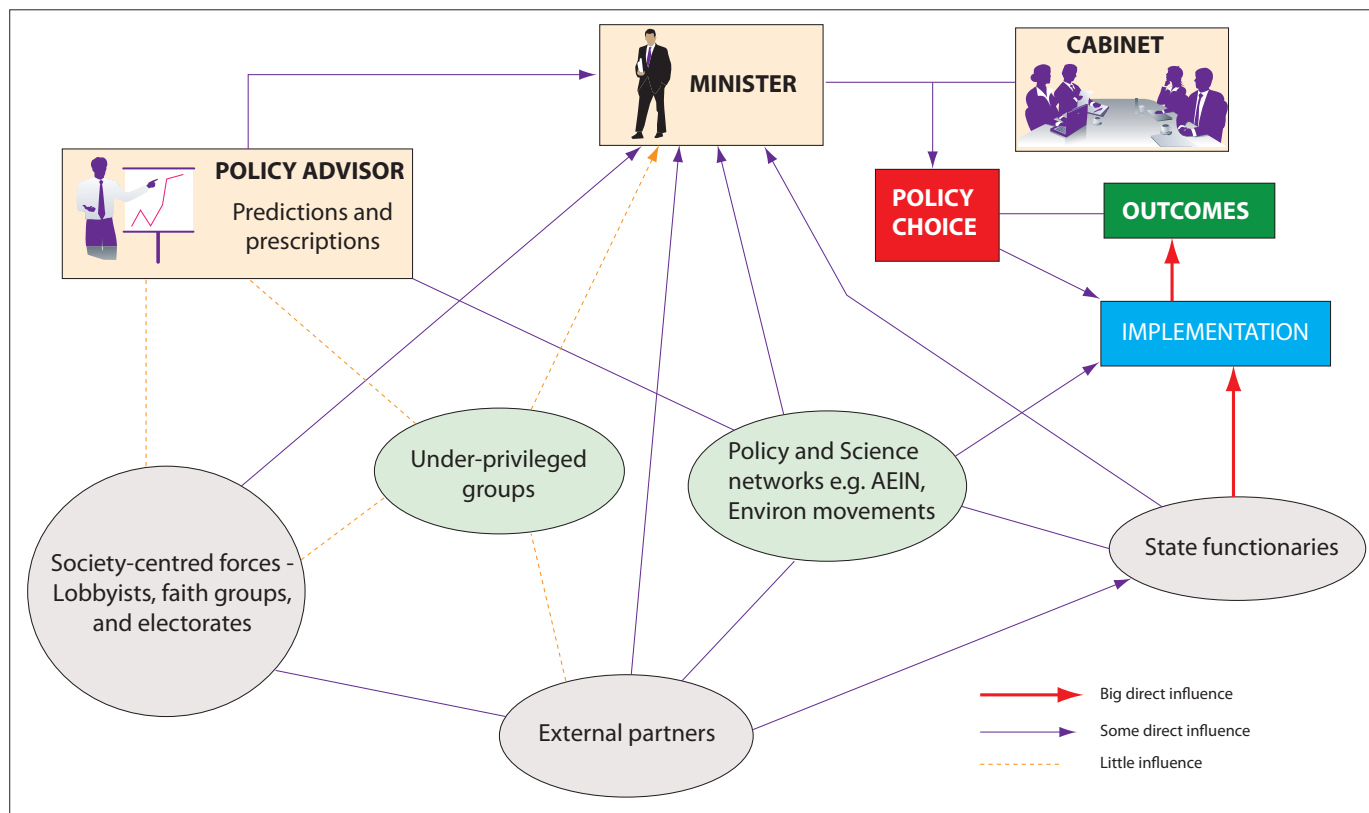 MINISTER
CABINET
POLICY ADVISOR
Predictions and
prescriptions
POLICY
CHOICE
OUTCOMES
IMPLEMENTATION
Under-privileged
groups
Policy and Science
networks e.g. AEIN,
Environ movements
State functionaries
Society-centred forces -
Lobbyists, faith groups,
and electorates
External partners
Big direct influence
Some direct influence
Little influence